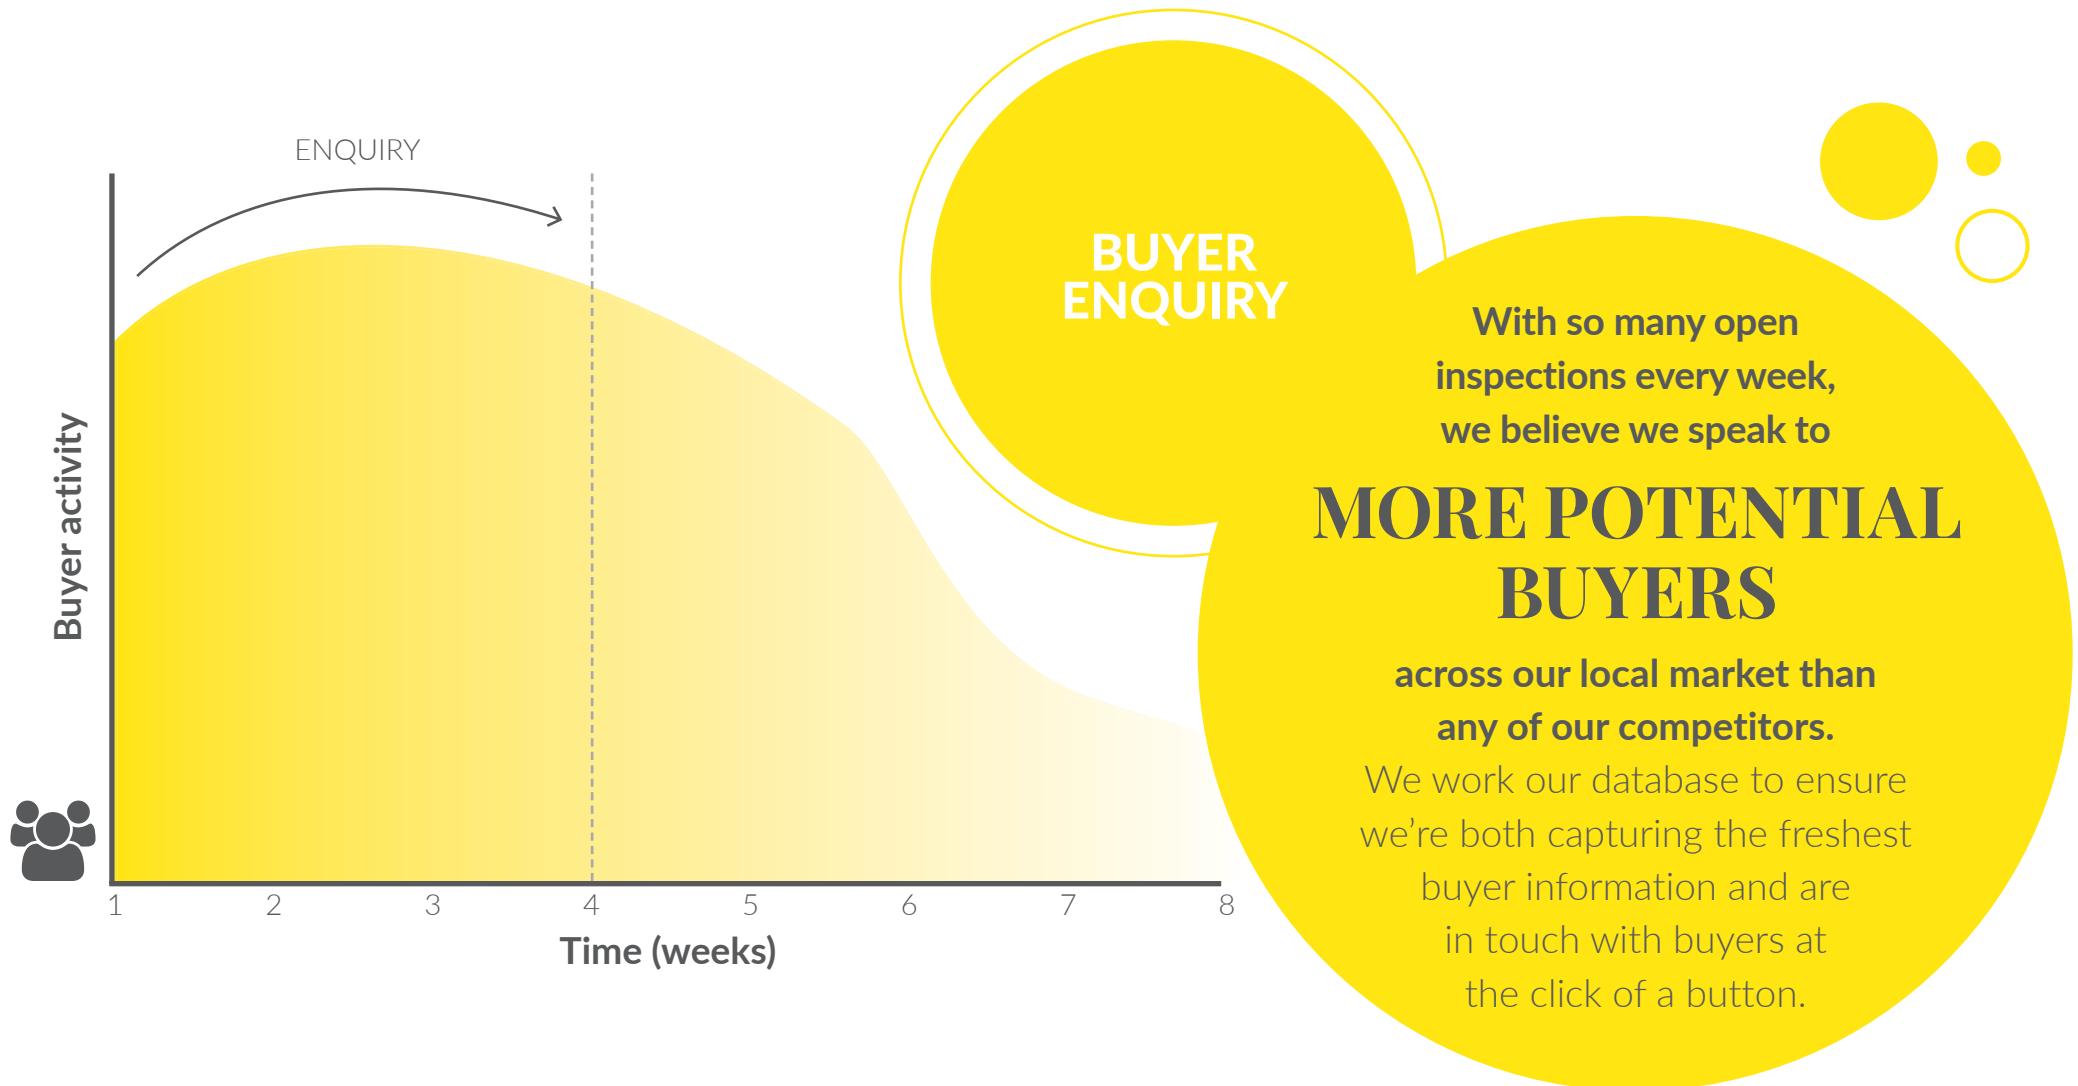 ENQUIRY
Buyer activity
1 2 3 4 5 6 7 8
Time (weeks)
BUYER
ENQUIRY
With so many open
inspections every week,
we believe we speak to
MORE POTENTIAL
BUYERS
across our local market than
any of our competitors.
We work our database to ensure
we’re both capturing the freshest
buyer information and are
in touch with buyers at
the click of a button.